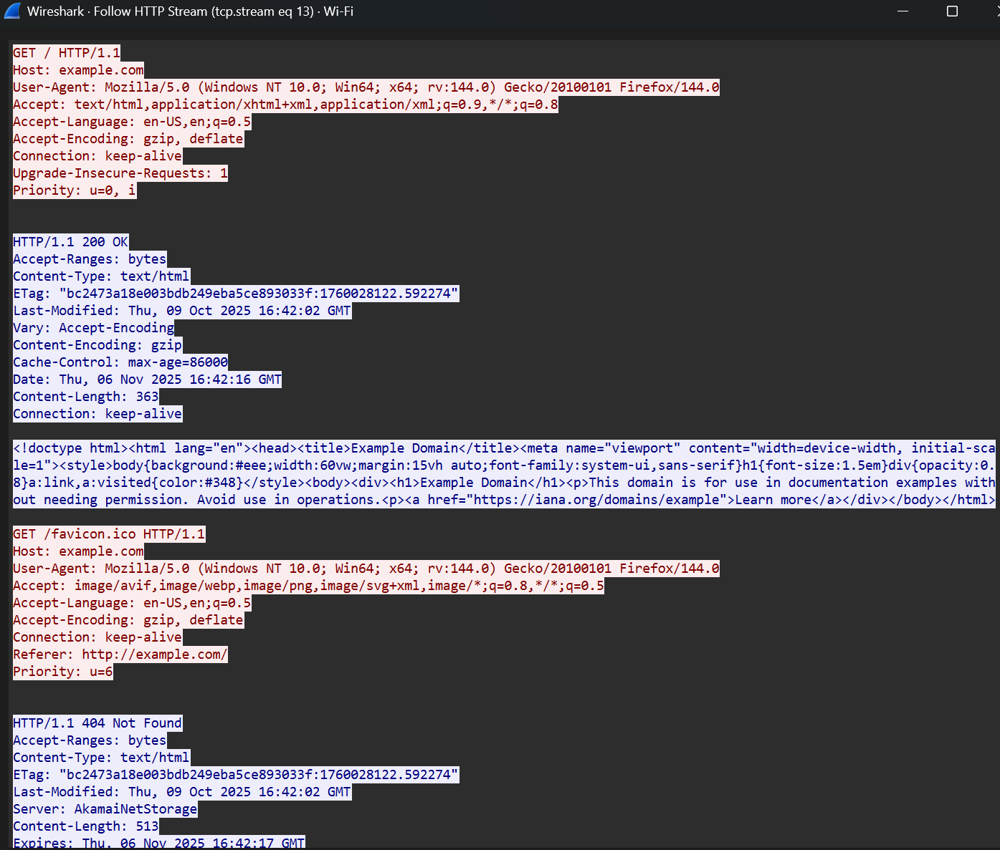 Wireshark · Follow HTTP Stream (tcp.stream eq 13) · Wi-Fi
GET / HTTP/1.1
Host: example.com
User-Agent: Mozilla/5.0 (Windows NT 10.0; Win64; x64; rv:144.0) Gecko/20100101 Firefox/144.0
Accept: text/html,application/xhtml+xml,application/xml;q=0.9,*/*;q=0.8
Accept-Language: en-US,en;q=0.5
Accept-Encoding: gzip, deflate
Connection: keep-alive
Upgrade-Insecure-Requests: 1
Priority: u=0, i
HTTP/1.1 200 OK
Accept-Ranges: bytes
Content-Type: text/html
ETag: "bc2473a18e003bdb249eba5ce893033f:1760028122.592274"
Last-Modified: Thu, 09 Oct 2025 16:42:02 GMT
Vary: Accept-Encoding
Content-Encoding: gzip
Cache-Control: max-age=86000
Date: Thu, 06 Nov 2025 16:42:16 GMT
Content-Length: 363
Connection: keep-alive
<!doctype html><html lang="en"><head><title>Example Domain</title><meta name="viewport" content="width=device-width, initial-sca
le=1"><style>body{background:#eee;width:60vw;margin:15vh auto;font-family:system-ui,sans-serif}h1{font-size:1.5em}div{opacity:0.
8}a:link,a:visited{color:#348}</style><body><div><h1>Example Domain</h1><p>This domain is for use in documentation examples with
out needing permission. Avoid use in operations.<p><a href="https://iana.org/domains/example">Learn more</a></div></body></html>
GET /favicon.ico HTTP/1.1
Host: example.com
User-Agent: Mozilla/5.0 (Windows NT 10.0; Win64; x64; rv:144.0) Gecko/20100101 Firefox/144.0
Accept: image/avif,image/webp,image/png,image/svg+xml,image/*;q=0.8,*/*;q=0.5
Accept-Language: en-US,en;q=0.5
Accept-Encoding: gzip, deflate
Connection: keep-alive
Referer: http://example.com/
Priority: u=6
HTTP/1.1 404 Not Found
Accept-Ranges: bytes
Content-Type: text/html
ETag: "bc2473a18e003bdb249eba5ce893033f:1760028122.592274"
Last-Modified: Thu, 09 Oct 2025 16:42:02 GMT
Server: AkamaiNetStorage
Content-Length: 513
Expires: Thu, 06 Nov 2025 16:42:17 GMT